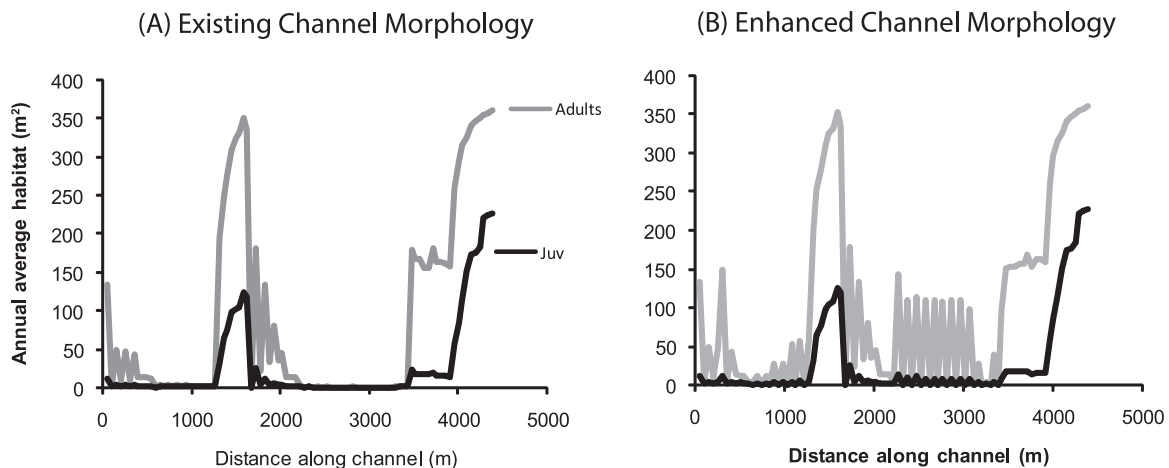 (A) Existing Channel Morphology
400
350
300
250
200
150
100
50
0
Annual average habitat (m²)
Adults
Juv
0 1000 2000 3000 4000 5000
Distance along channel (m)
(B) Enhanced Channel Morphology
400
350
300
250
200
150
100
50
0
0 1000 2000 3000 4000 5000
Distance along channel (m)